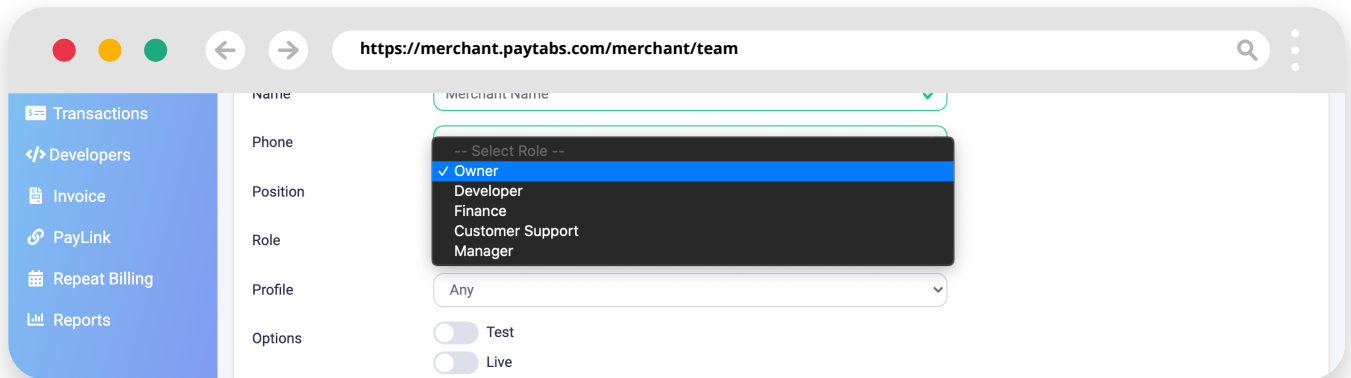 https://merchant.paytabs.com/merchant/team
Transactions
Developers
Invoice
PayLink
Repeat Billing
Reports
Name
Merchant Name
Phone
Position
Role
-- Select Role --
Owner
Developer
Finance
Customer Support
Manager
Profile
Any
Options
Test
Live